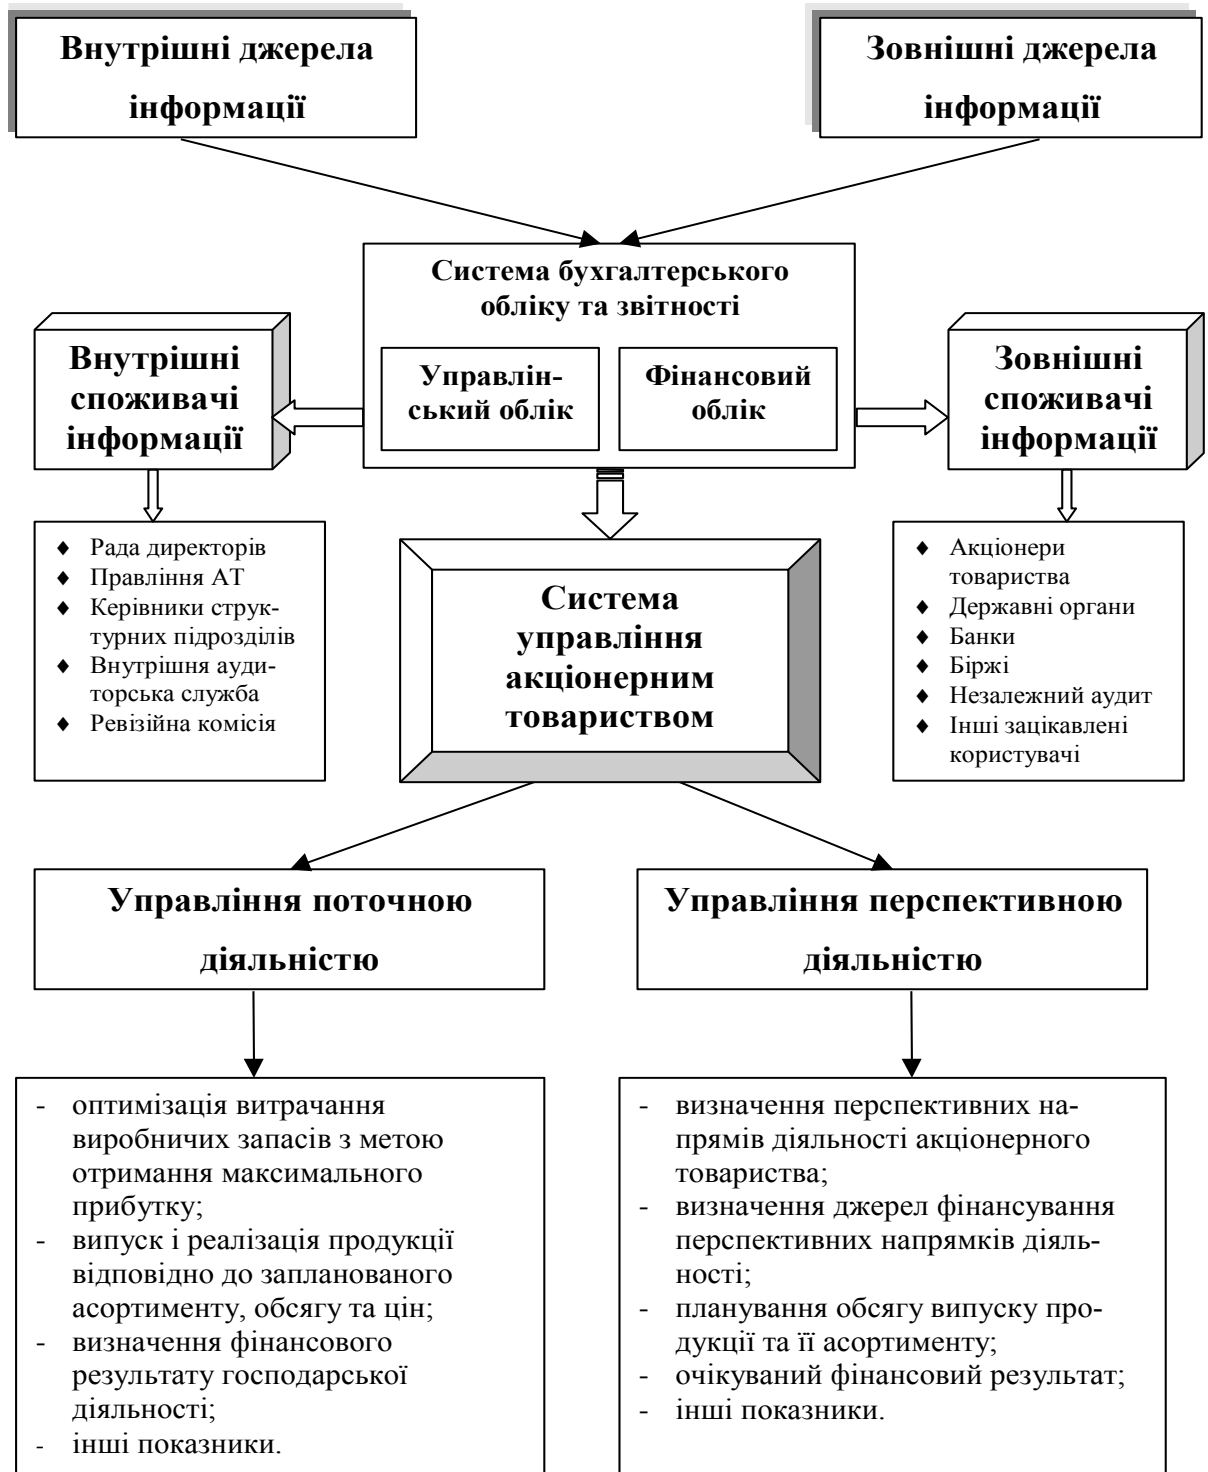 Внутрішні джерела
інформації
Зовнішні джерела
інформації
Система бухгалтерського
обліку та звітності
Управлін-
ський облік
Фінансовий
облік
Внутрішні
споживачі
інформації
Зовнішні
споживачі
інформації
♦ Рада директорів
♦ Правління АТ
♦ Керівники струк-
турних підрозділів
♦ Внутрішня ауди-
торська служба
♦ Ревізійна комісія
Система
управління
акціонерним
товариством
♦ Акціонери
товариства
♦ Державні органи
♦ Банки
♦ Біржі
♦ Незалежний аудит
♦ Інші зацікавлені
користувачі
Управління поточною
діяльністю
Управління перспективною
діяльністю
- оптимізація витрачання
виробничих запасів з метою
отримання максимального
прибутку;
- випуск і реалізація продукції
відповідно до запланованого
асортименту, обсягу та цін;
- визначення фінансового
результату господарської
діяльності;
- інші показники.
- визначення перспективних на-
прямів діяльності акціонерного
товариства;
- визначення джерел фінансування
перспективних напрямків діяль-
ності;
- планування обсягу випуску про-
дукції та її асортименту;
- очікуваний фінансовий результат;
- інші показники.